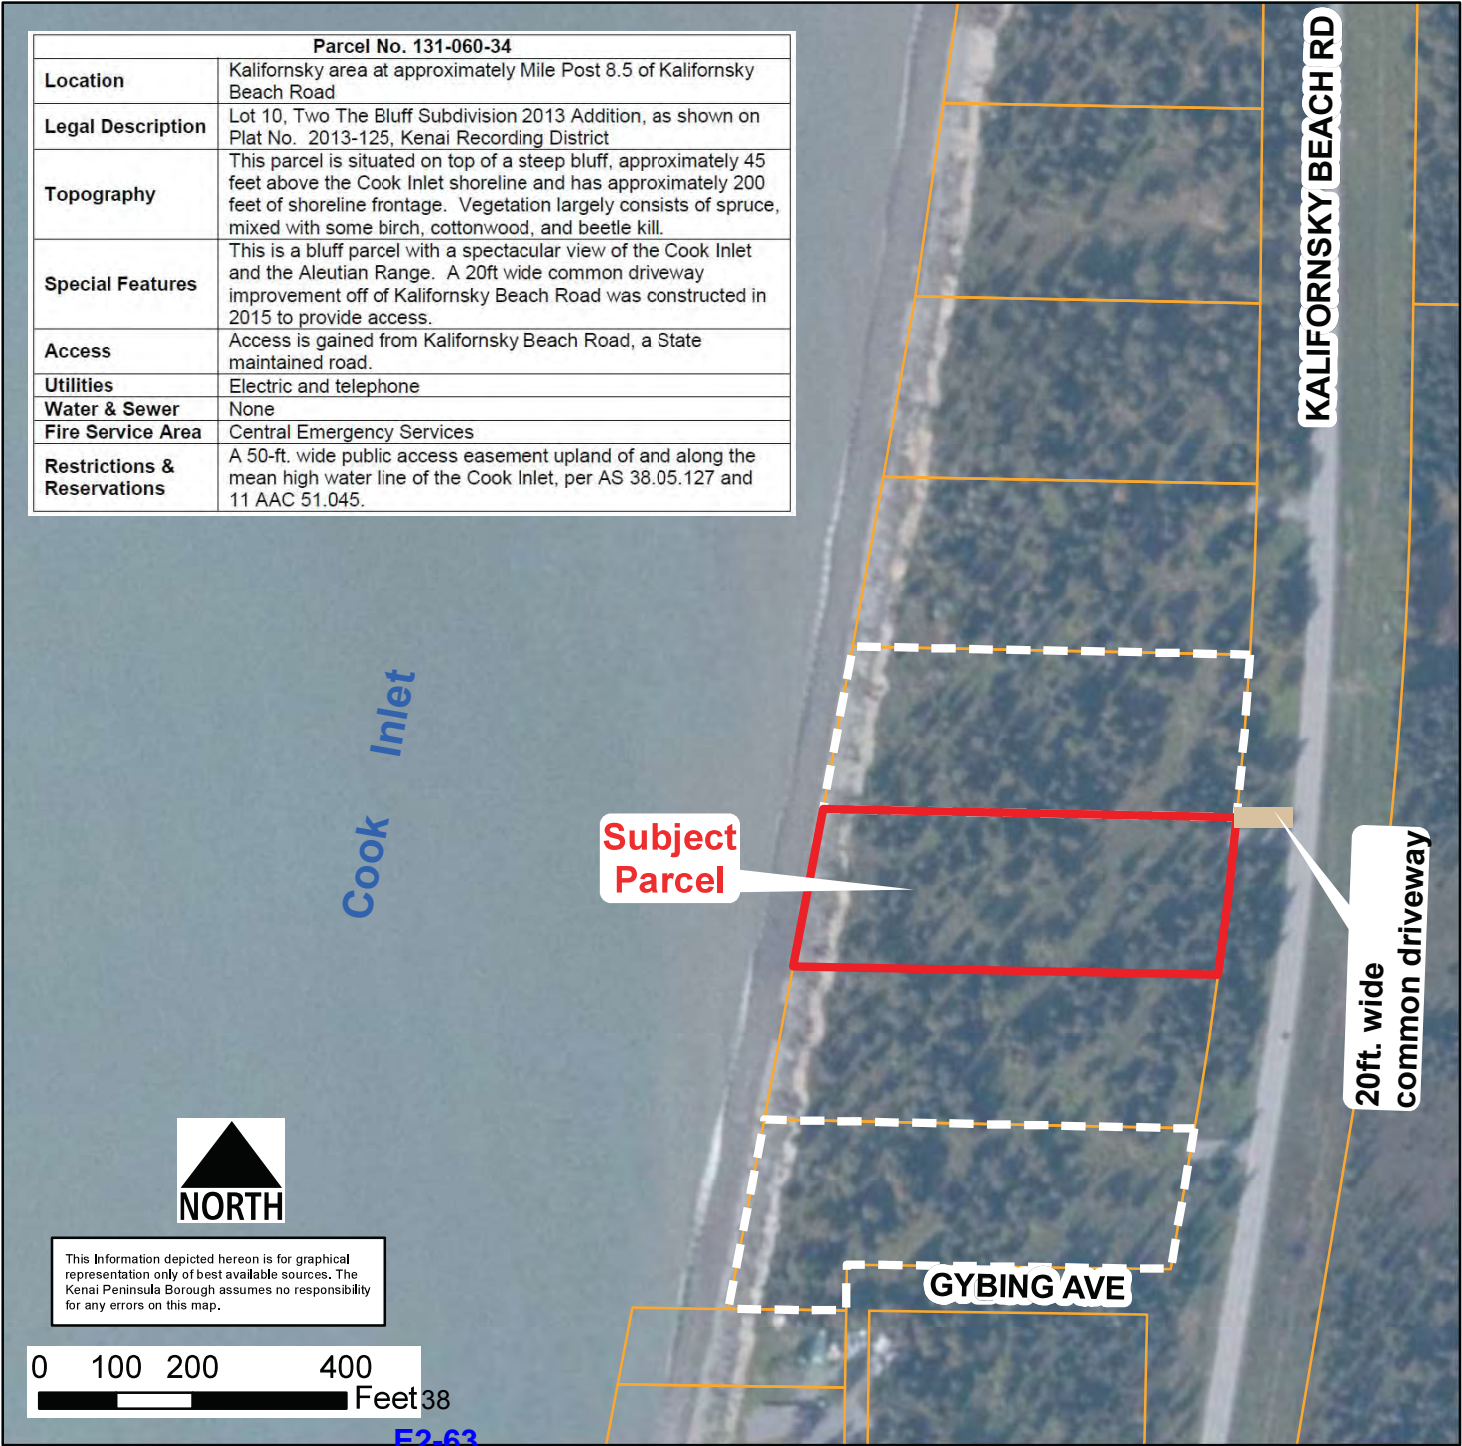 Parcel No. 131-060-34
Location
Kalifornsky area at approximately Mile Post 8.5 of Kalifornsky
Beach Road
Legal Description
Lot 10, Two The Bluff Subdivision 2013 Addition, as shown on
Plat No. 2013-125, Kenai Recording District
Topography
This parcel is situated on top of a steep bluff, approximately 45
feet above the Cook Inlet shoreline and has approximately 200
feet of shoreline frontage. Vegetation largely consists of spruce,
mixed with some birch, cottonwood, and beetle kill.
Special Features
This is a bluff parcel with a spectacular view of the Cook Inlet
and the Aleutian Range. A 20ft wide common driveway
improvement off of Kalifornsky Beach Road was constructed in
2015 to provide access.
Access
Access is gained from Kalifornsky Beach Road, a State
maintained road.
Utilities
Electric and telephone
Water & Sewer
None
Fire Service Area
Central Emergency Services
Restrictions &
Reservations
A 50-ft. wide public access easement upland of and along the
mean high water line of the Cook Inlet, per AS 38.05.127 and
11 AAC 51.045.
KALIFORNSKY BEACH RD
Cook Inlet
Subject
Parcel
20ft. wide
common driveway
GYBING AVE
NORTH
This Information depicted hereon is for graphical
representation only of best available sources. The
Kenai Peninsula Borough assumes no responsibility
for any errors on this map.
0 100 200 400
Feet
38
E2-63